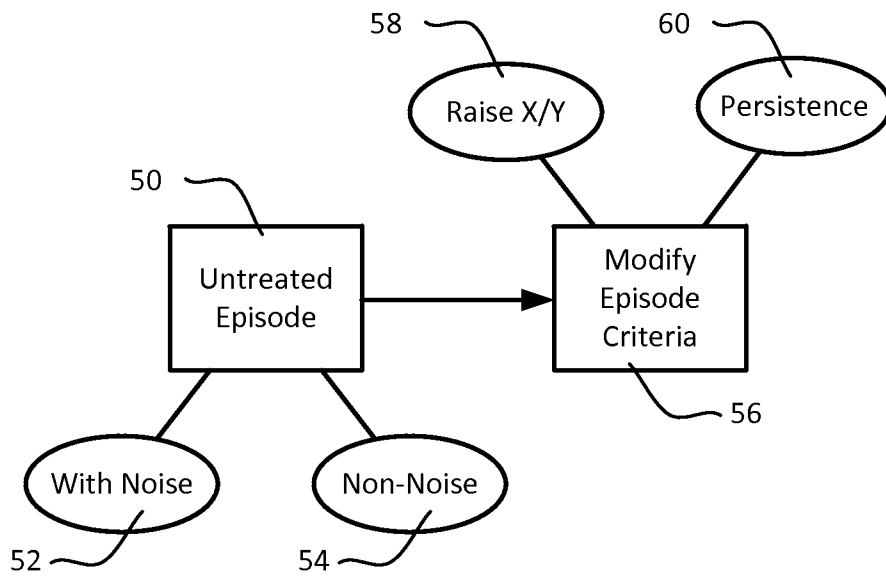 58
60
Raise X/Y
Persistence
50
Untreated
Episode
Modify
Episode
Criteria
56
With Noise
Non-Noise
52
54